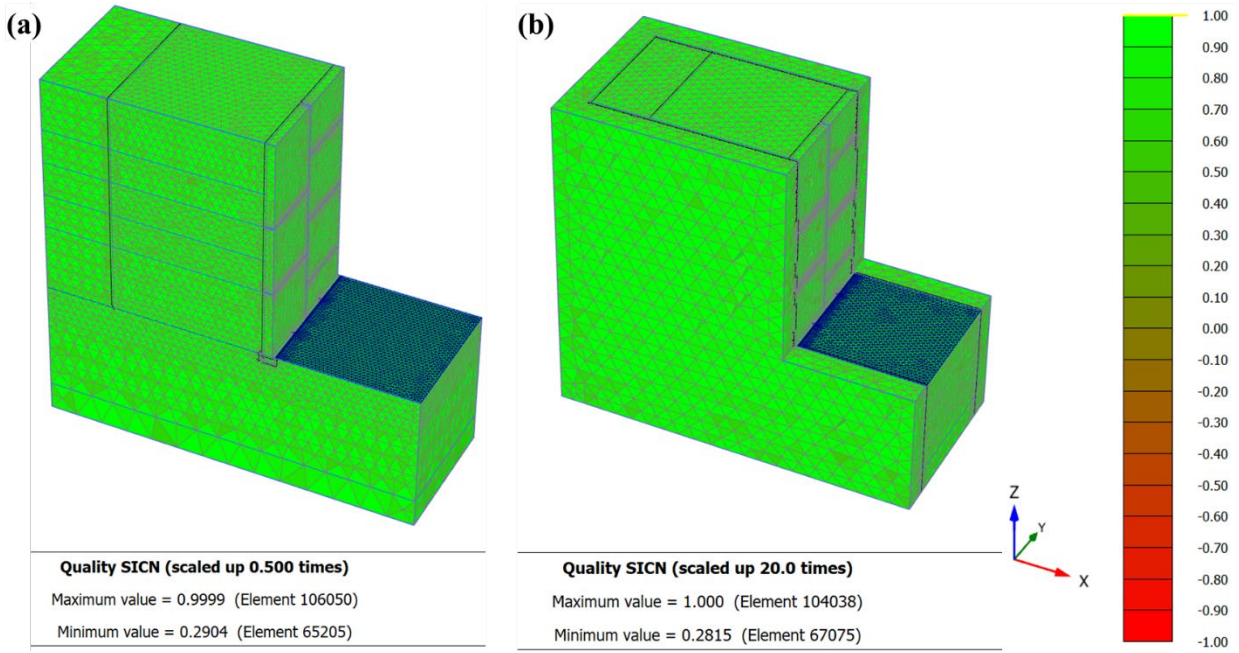 (a)
(b)
Quality SICN (scaled up 0.500 times)
Maximum value = 0.9999 (Element 106050)
Minimum value = 0.2904 (Element 65205)
Quality SICN (scaled up 20.0 times)
Maximum value = 1.000 (Element 104038)
Minimum value = 0.2815 (Element 67075)
Z
Y
X
1.00
0.90
0.80
0.70
0.60
0.50
0.40
0.30
0.20
0.10
0.00
-0.10
-0.20
-0.30
-0.40
-0.50
-0.60
-0.70
-0.80
-0.90
-1.00